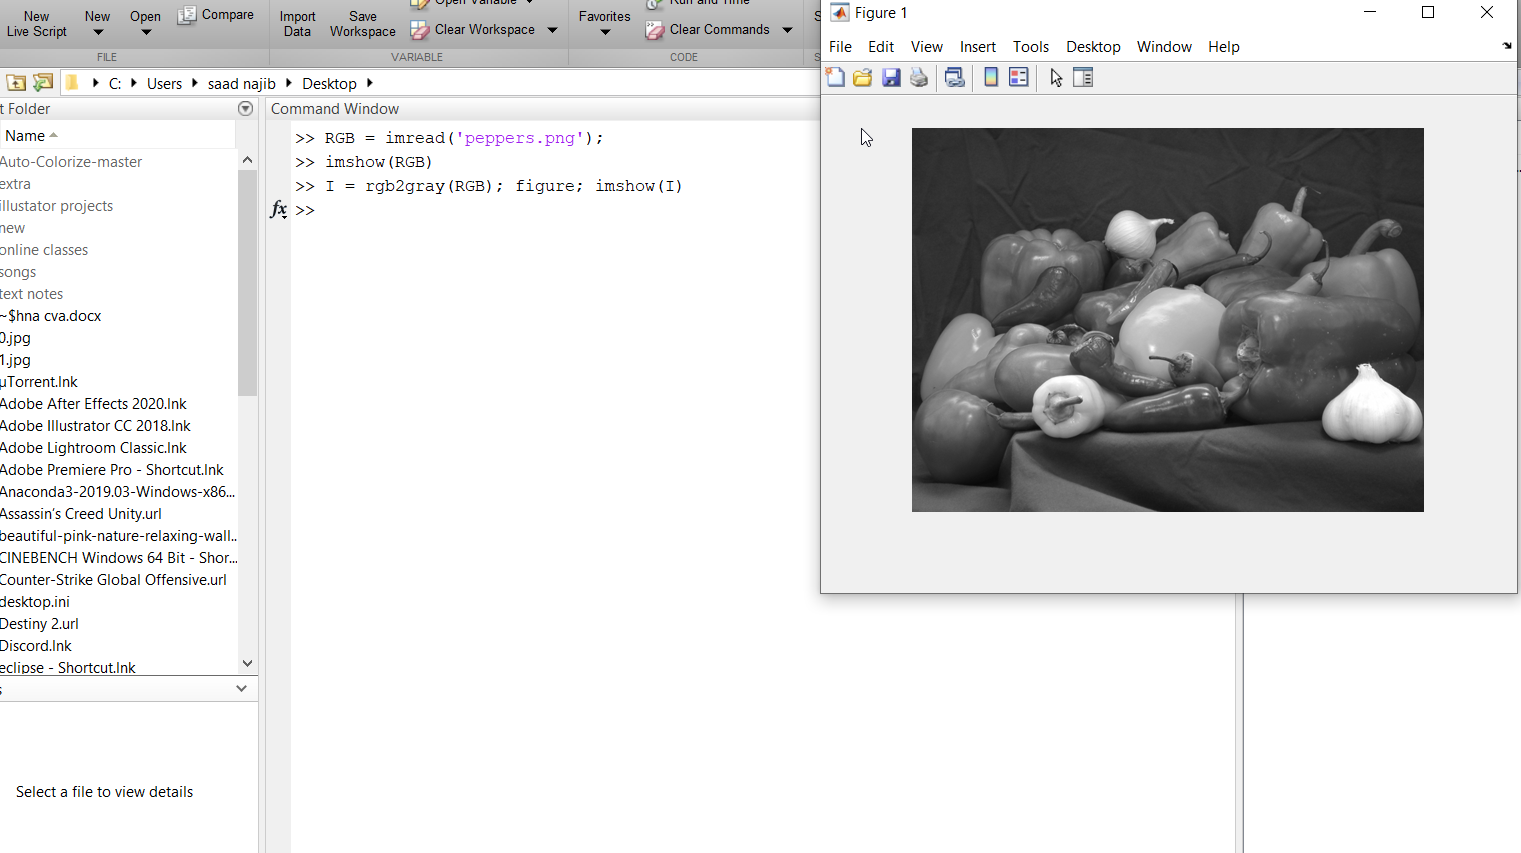 New
Live Script
New
Open
Compare
FILE
Import
Data
Save
Workspace
Open Variable
Clear Workspace
VARIABLE
Favorites
Run and Time
Clear Commands
CODE
C:
Users
saad najib
Desktop
t Folder
Name
Auto-Colorize-master
extra
illustator projects
new
online classes
songs
text notes
~$hna cva.docx
0.jpg
1.jpg
µTorrent.lnk
Adobe After Effects 2020.lnk
Adobe Illustrator CC 2018.lnk
Adobe Lightroom Classic.lnk
Adobe Premiere Pro - Shortcut.lnk
Anaconda3-2019.03-Windows-x86...
Assassin's Creed Unity.url
beautiful-pink-nature-relaxing-wall...
CINEBENCH Windows 64 Bit - Shor...
Counter-Strike Global Offensive.url
desktop.ini
Destiny 2.url
Discord.lnk
eclipse - Shortcut.lnk
s
Select a file to view details
Command Window
>> RGB = imread('peppers.png');
>> imshow(RGB)
>> I = rgb2gray(RGB); figure; imshow(I)
fx >>
Figure 1
File Edit View Insert Tools Desktop Window Help